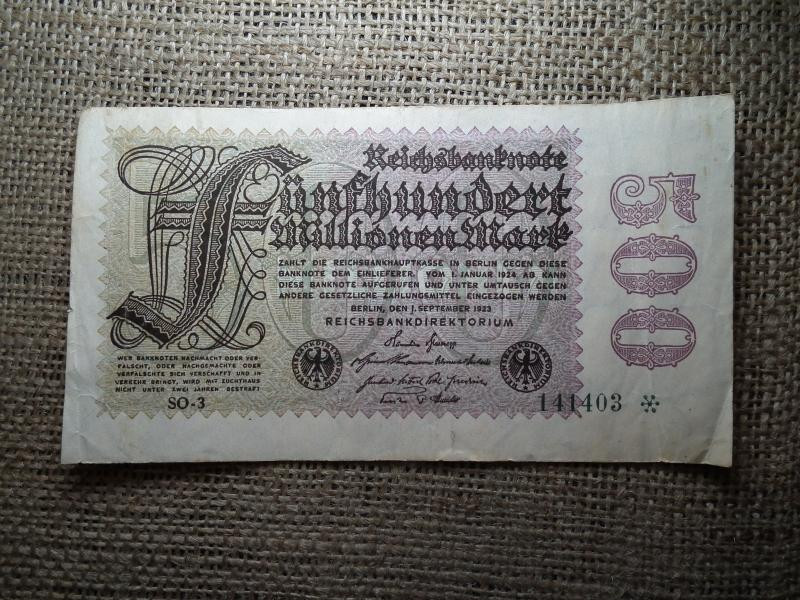 Reichsbanknote
Fünfhundert
Millionen Mark
ZAHLT DIE REICHSBANKHAUPTKASSE IN BERLIN GEGEN DIESE
BANKNOTE DEM EINLIEFERER. VOM 1. JANUAR 1924 AB KANN
DIESE BANKNOTE AUFGERUFEN UND UNTER UMTAUSCH GEGEN
ANDERE GESETZLICHE ZAHLUNGSMITTEL EINGEZOGEN WERDEN
BERLIN, DEN 1. SEPTEMBER 1923
REICHSBANKDIREKTORIUM
WER BANKNOTEN NACHMACHT ODER VER-
FÄLSCHT, ODER NACHGEMACHTE ODER
VERFÄLSCHTE SICH VERSCHAFFT UND IN
VERKEHR BRINGT, WIRD MIT ZUCHTHAUS
NICHT UNTER ZWEI JAHREN BESTRAFT
SO-3
141403 *
500